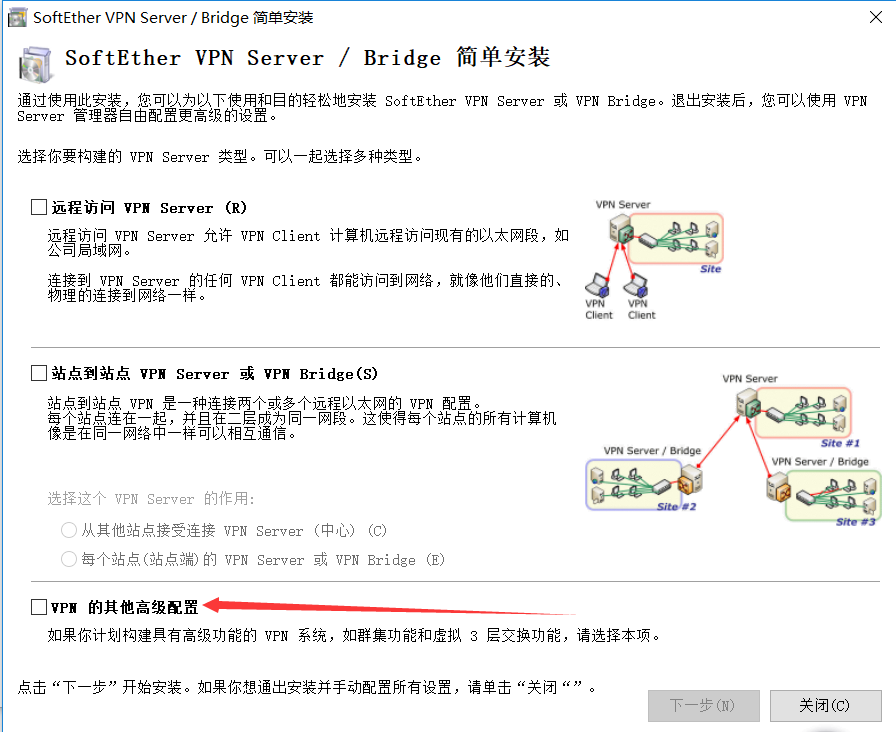 SoftEther VPN Server / Bridge 简单安装
SoftEther VPN Server / Bridge 简单安装
通过使用此安装，您可以为以下使用和目的轻松地安装 SoftEther VPN Server 或 VPN Bridge。退出安装后，您可以使用 VPN
Server 管理器自由配置更高级的设置。
选择你要构建的 VPN Server 类型。可以一起选择多种类型。
远程访问 VPN Server (R)
远程访问 VPN Server 允许 VPN Client 计算机远程访问现有的以太网段，如
公司局域网。
连接到 VPN Server 的任何 VPN Client 都能访问到网络，就像他们直接的、
物理的连接到网络一样。
VPN Server
Site
VPN
Client
VPN
Client
站点到站点 VPN Server 或 VPN Bridge(S)
站点到站点 VPN 是一种连接两个或多个远程以太网的 VPN 配置。
每个站点连在一起，并且在二层成为同一网段。这使得每个站点的所有计算机
像是在同一网络中一样可以相互通信。
选择这个 VPN Server 的作用:
从其他站点接受连接 VPN Server (中心) (C)
每个站点(站点端)的 VPN Server 或 VPN Bridge (E)
VPN Server
Site #1
VPN Server / Bridge
Site #2
VPN Server / Bridge
Site #3
VPN 的其他高级配置
如果你计划构建具有高级功能的 VPN 系统，如群集功能和虚拟 3 层交换功能，请选择本项。
点击“下一步”开始安装。如果你想通出安装并手动配置所有设置，请单击“关闭“”。
下一步(N)
关闭(C)